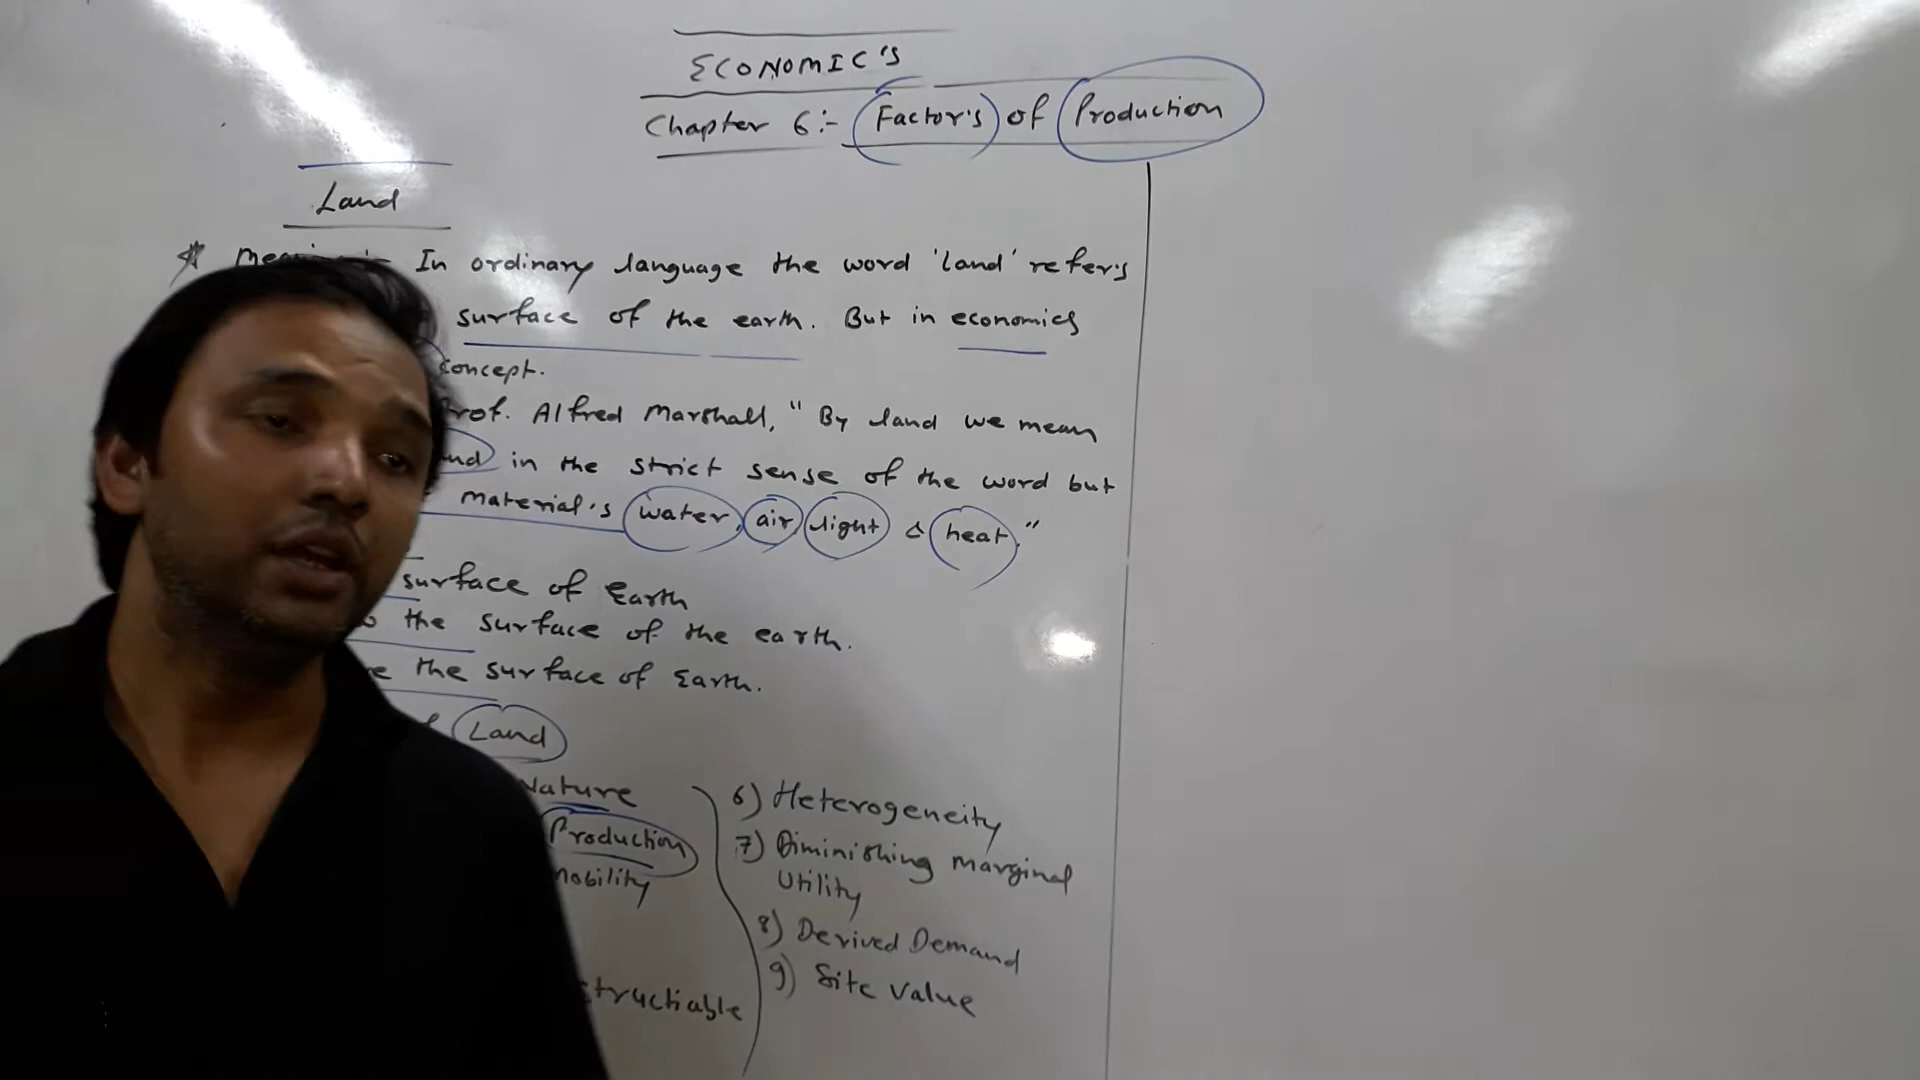 ECONOMIC'S
Chapter 6:- Factor's of Production
Land
In ordinary language the word 'land' refer's
surface of the earth. But in economics
concept.
Prof. Alfred Marshall, "By land we mean
in the strict sense of the word but
material's water, air, light & heat."
surface of Earth
the surface of the earth.
the surface of Earth.
Land
Nature
Production
mobility
structiable
6) Heterogeneity
7) Diminishing marginal
Utility
8) Derived Demand
9) Site value